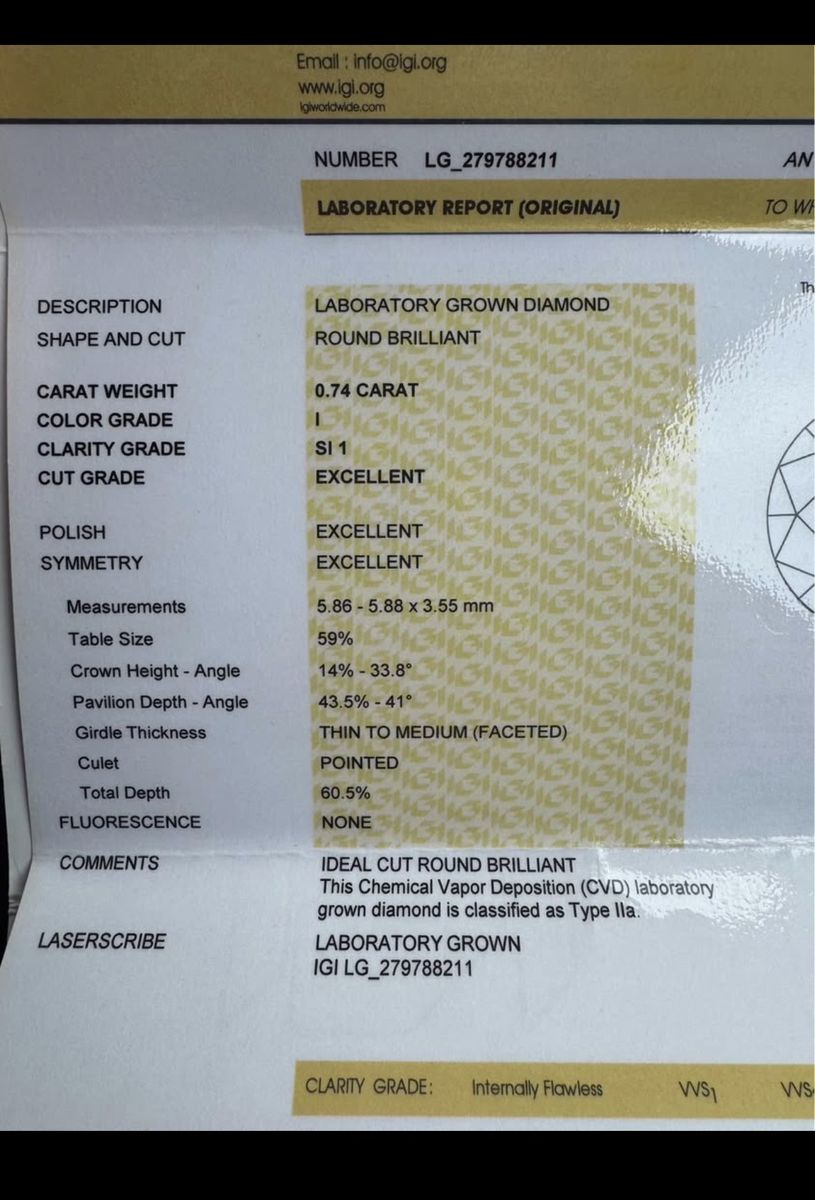 Email : info@igi.org
www.igi.org
igiworldwide.com
NUMBER LG_279788211 AN
LABORATORY REPORT (ORIGINAL) TO WH
Th
DESCRIPTION LABORATORY GROWN DIAMOND
SHAPE AND CUT ROUND BRILLIANT
CARAT WEIGHT 0.74 CARAT
COLOR GRADE I
CLARITY GRADE SI 1
CUT GRADE EXCELLENT
POLISH EXCELLENT
SYMMETRY EXCELLENT
Measurements 5.86 - 5.88 x 3.55 mm
Table Size 59%
Crown Height - Angle 14% - 33.8°
Pavilion Depth - Angle 43.5% - 41°
Girdle Thickness THIN TO MEDIUM (FACETED)
Culet POINTED
Total Depth 60.5%
FLUORESCENCE NONE
COMMENTS IDEAL CUT ROUND BRILLIANT
This Chemical Vapor Deposition (CVD) laboratory
grown diamond is classified as Type IIa.
LASERSCRIBE LABORATORY GROWN
IGI LG_279788211
CLARITY GRADE: Internally Flawless VVS1 VVS